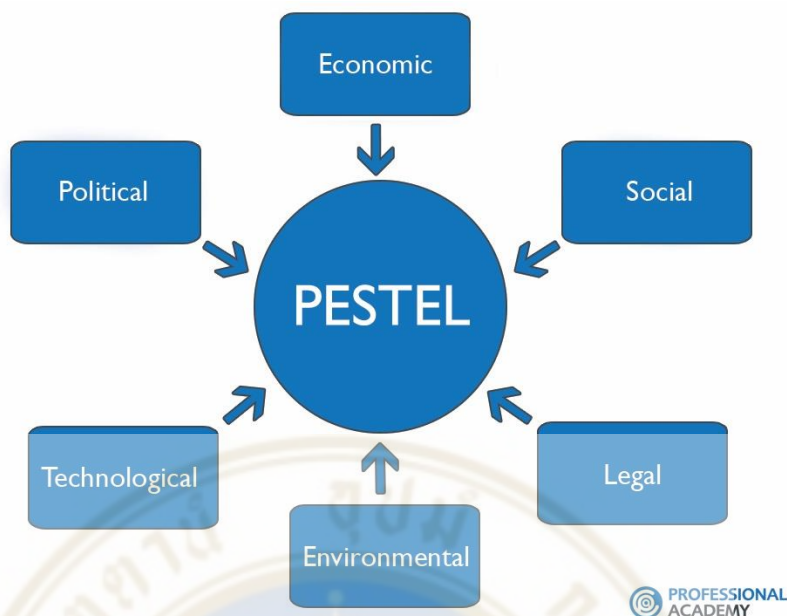 Economic
Political
Social
PESTEL
Technological
Legal
Environmental
PROFESSIONAL
ACADEMY